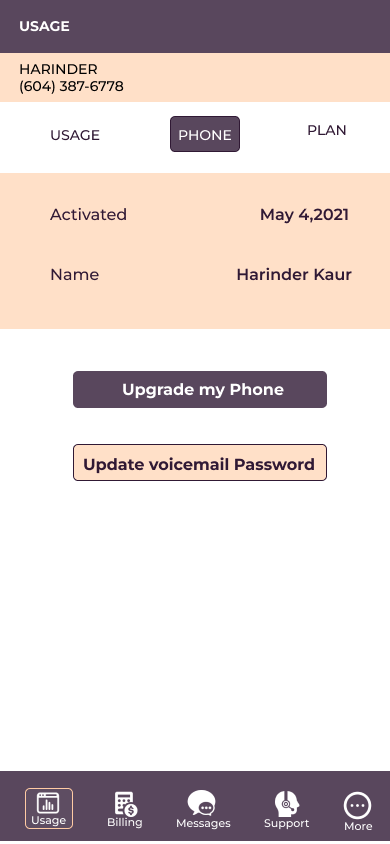 USAGE
HARINDER
(604) 387-6778
USAGE PHONE PLAN
Activated May 4,2021
Name Harinder Kaur
Upgrade my Phone
Update voicemail Password
Usage Billing Messages Support More